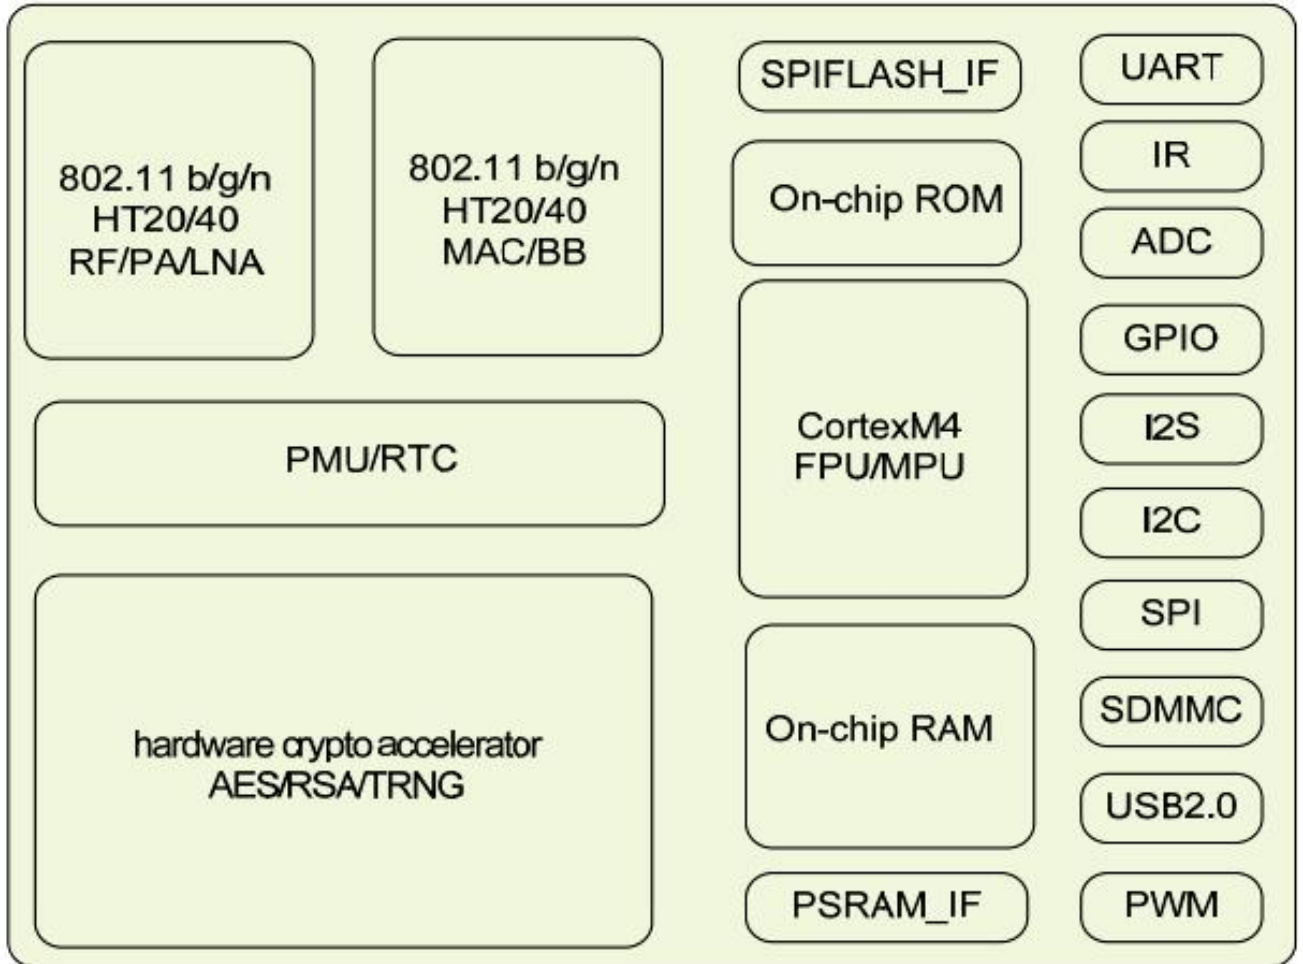 802.11 b/g/n
HT20/40
RF/PA/LNA
802.11 b/g/n
HT20/40
MAC/BB
PMU/RTC
hardware crypto accelerator
AES/RSA/TRNG
SPIFLASH_IF
On-chip ROM
CortexM4
FPU/MPU
On-chip RAM
PSRAM_IF
UART
IR
ADC
GPIO
I2S
I2C
SPI
SDMMC
USB2.0
PWM